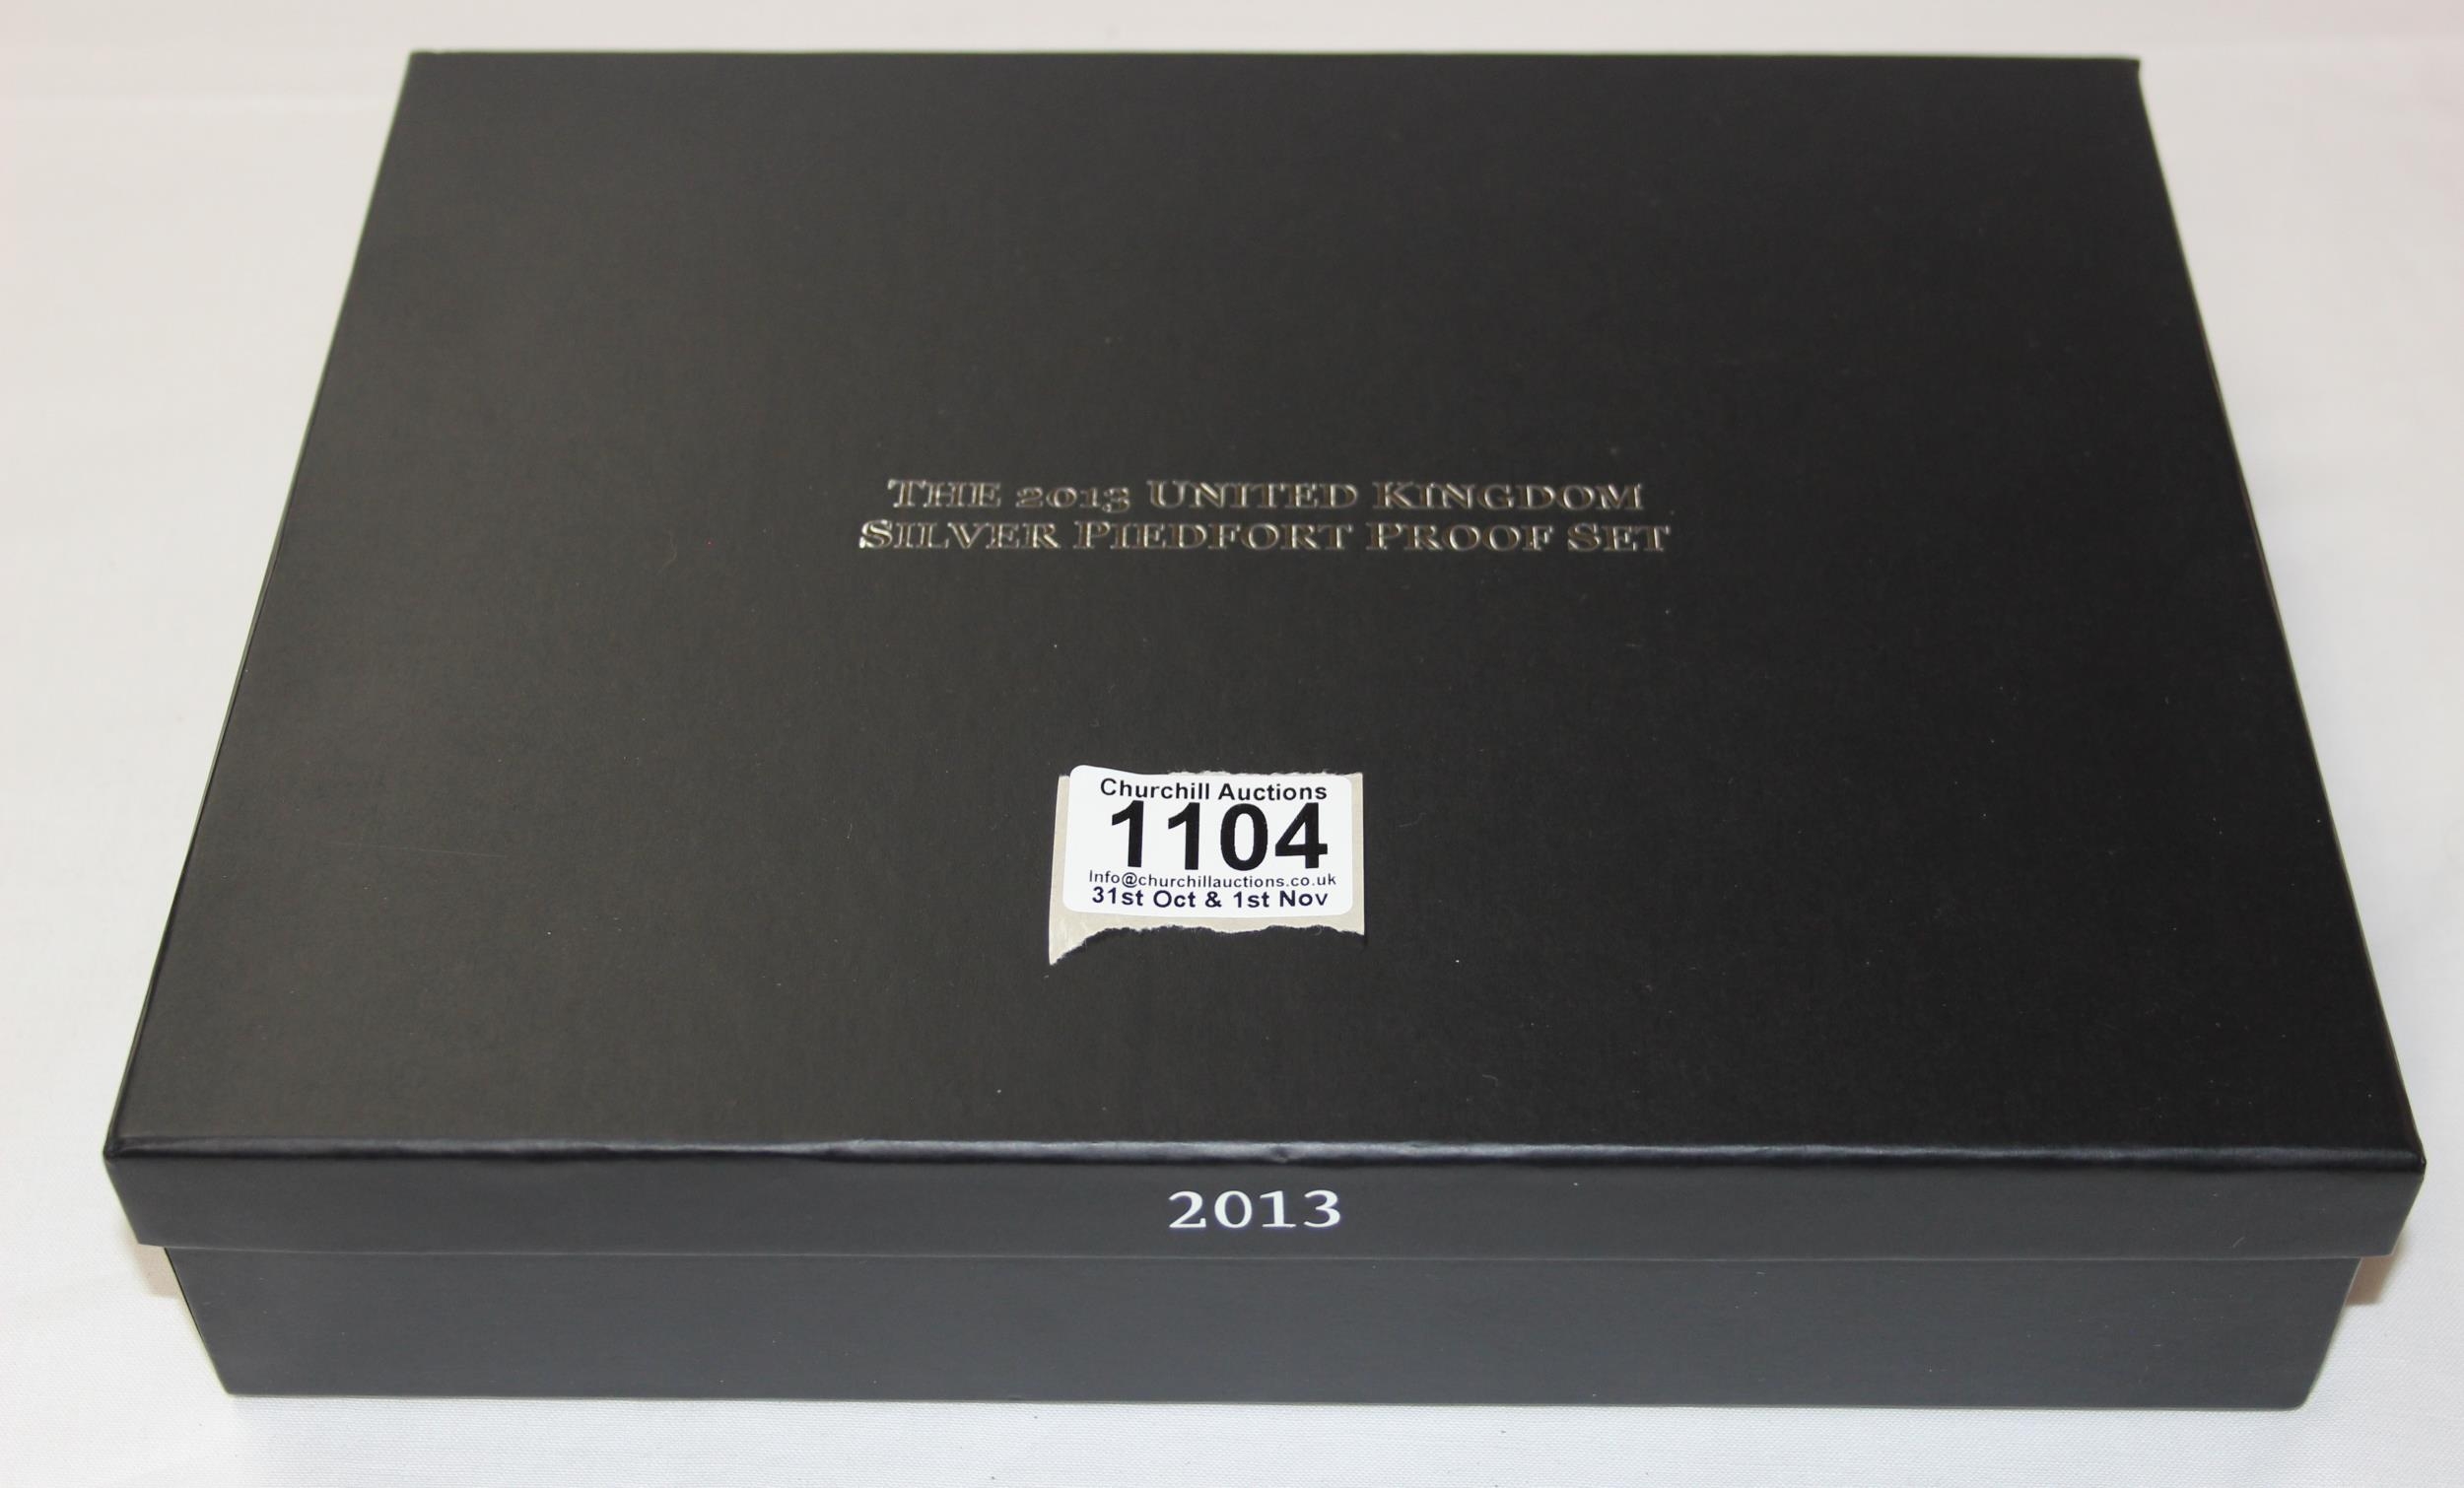 THE 2013 UNITED KINGDOM
SILVER PIEDFORT PROOF SET
Churchill Auctions
1104
Info@churchillauctions.co.uk
31st Oct & 1st Nov
2013